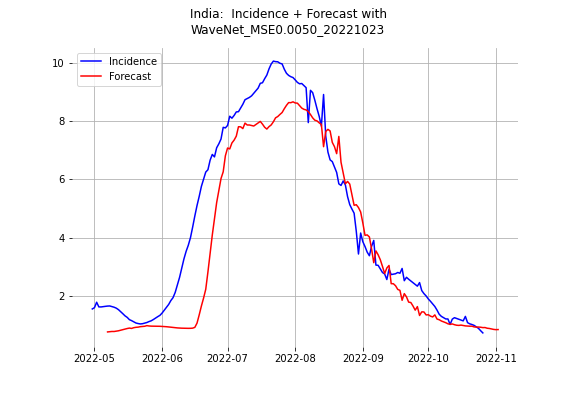 India:  Incidence + Forecast with
WaveNet_MSE0.0050_20221023
Incidence
Forecast
10
8
6
4
2
2022-05 2022-06 2022-07 2022-08 2022-09 2022-10 2022-11